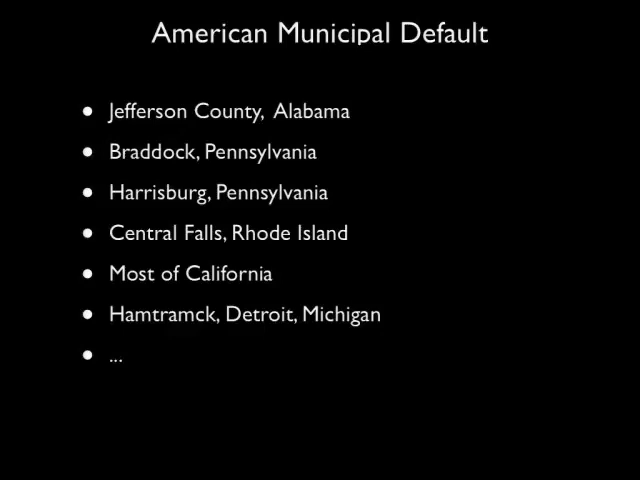 American Municipal Default
• Jefferson County, Alabama
• Braddock, Pennsylvania
• Harrisburg, Pennsylvania
• Central Falls, Rhode Island
• Most of California
• Hamtramck, Detroit, Michigan
• ...